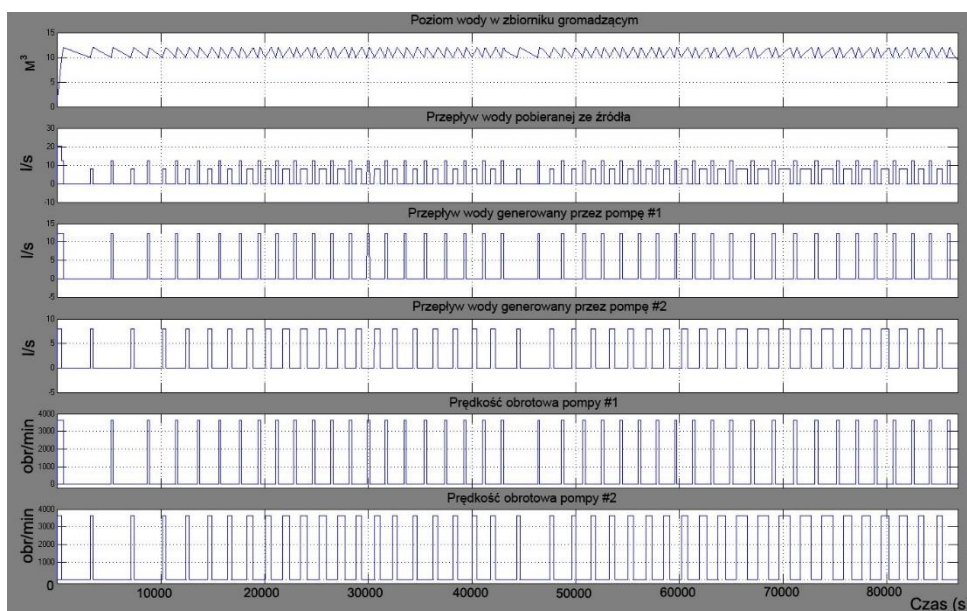 Poziom wody w zbiorniku gromadzącym
15
10
5
0
M³
Przepływ wody pobieranej ze źródła
30
20
10
0
-10
l/s
Przepływ wody generowany przez pompę #1
15
10
5
0
-5
l/s
Przepływ wody generowany przez pompę #2
10
5
0
-5
l/s
Prędkość obrotowa pompy #1
4000
3000
2000
1000
0
obr/min
Prędkość obrotowa pompy #2
4000
3000
2000
1000
0
obr/min
10000 20000 30000 40000 50000 60000 70000 80000
Czas (s